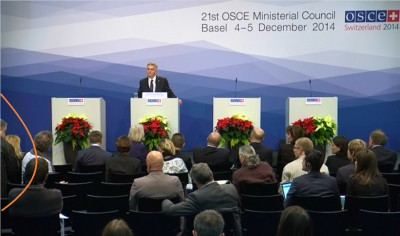 21st OSCE Ministerial Council
Basel 4–5 December 2014
OSCE
Switzerland 2014